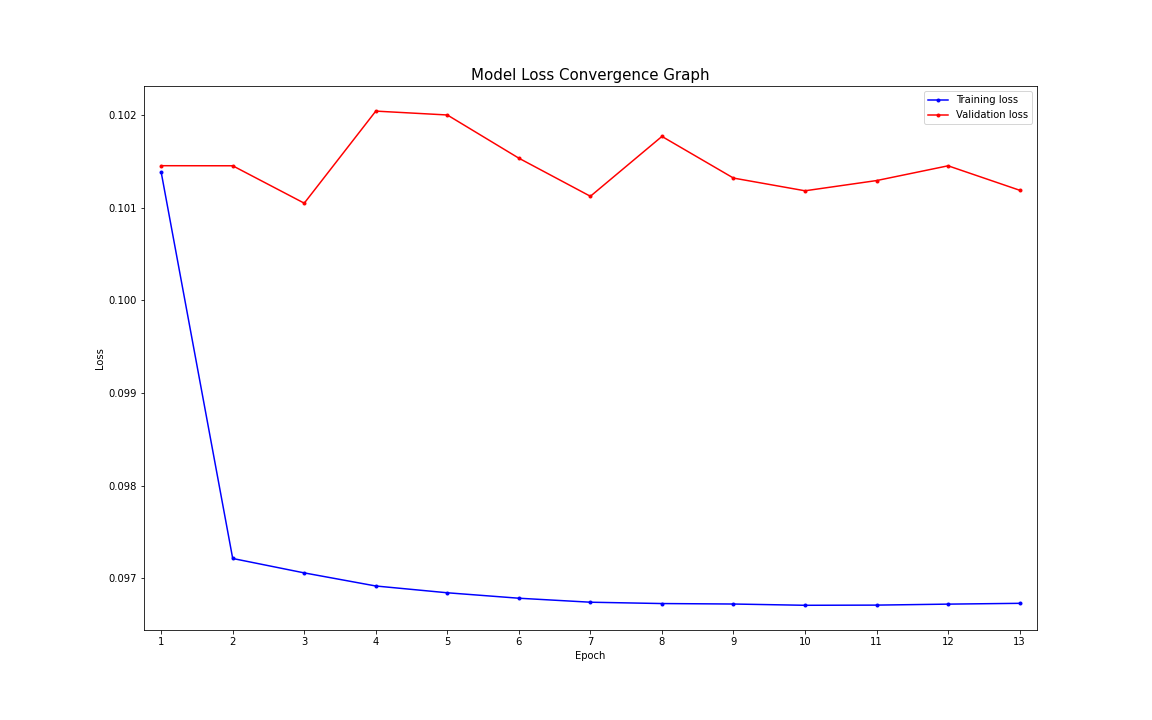 Model Loss Convergence Graph
Training loss
Validation loss
0.102
0.101
0.100
0.099
0.098
0.097
Loss
1 2 3 4 5 6 7 8 9 10 11 12 13
Epoch